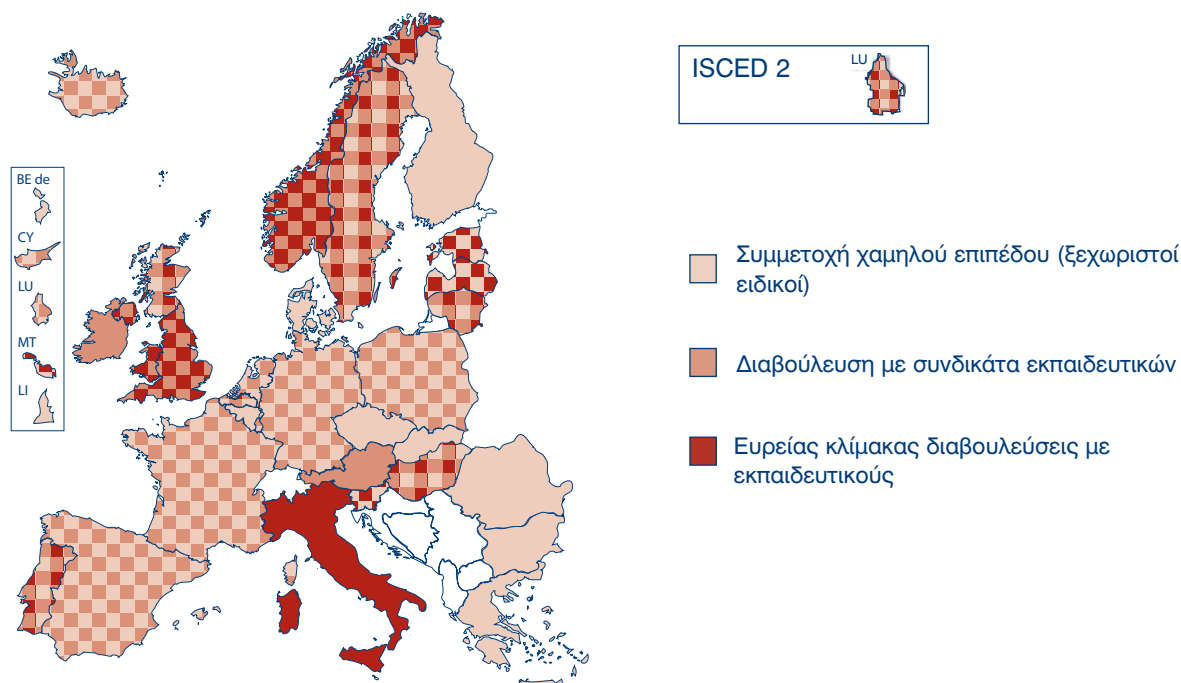 ISCED 2
LU
BE de
CY
LU
MT
LI
Συμμετοχή χαμηλού επιπέδου (ξεχωριστοί
ειδικοί)
Διαβούλευση με συνδικάτα εκπαιδευτικών
Ευρείας κλίμακας διαβουλεύσεις με
εκπαιδευτικούς